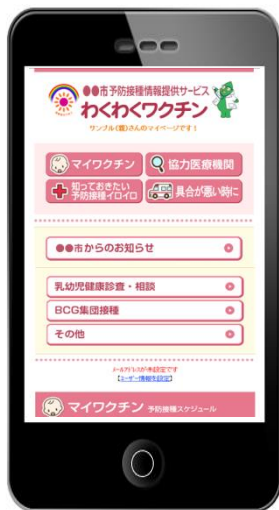 ●●市予防接種情報提供サービス
わくわくワクチン
サンプル(様)さんのマイページです！
マイワクチン
協力医療機関
知っておきたい
予防接種イロイロ
具合が悪い時に
●●市からのお知らせ
乳幼児健康診査・相談
BCG集団接種
その他
メールアドレスが未設定です
【ユーザー情報を設定】
マイワクチン 予防接種スケジュール